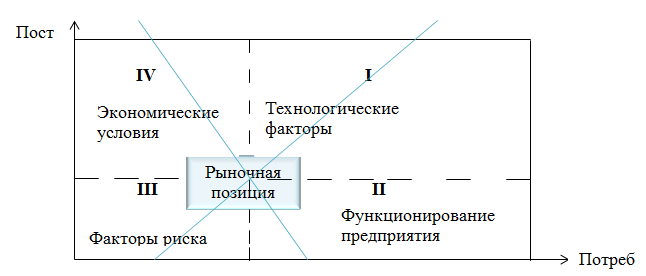 Пост
IV
I
Экономические
условия
Технологические
факторы
Рыночная
позиция
III
II
Факторы риска
Функционирование
предприятия
Потреб